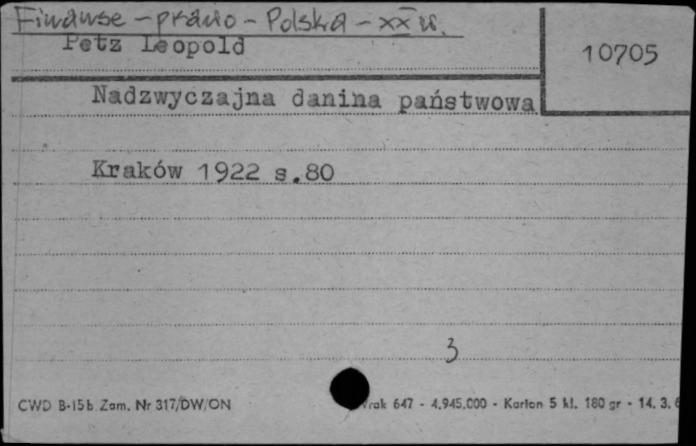 Finanse - prawo - Polska - XX w.
Petz Leopold
10705
Nadzwyczajna danina państwowa
Kraków 1922 s.80
3
CWD B-15b Zam. Nr 317/DW/ON
647 - 4.945.000 - Karton 5 kl. 180 gr - 14. 3.